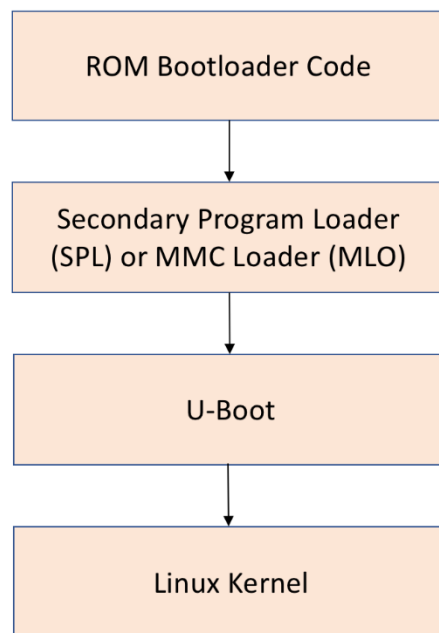 ROM Bootloader Code
Secondary Program Loader
(SPL) or MMC Loader (MLO)
U-Boot
Linux Kernel